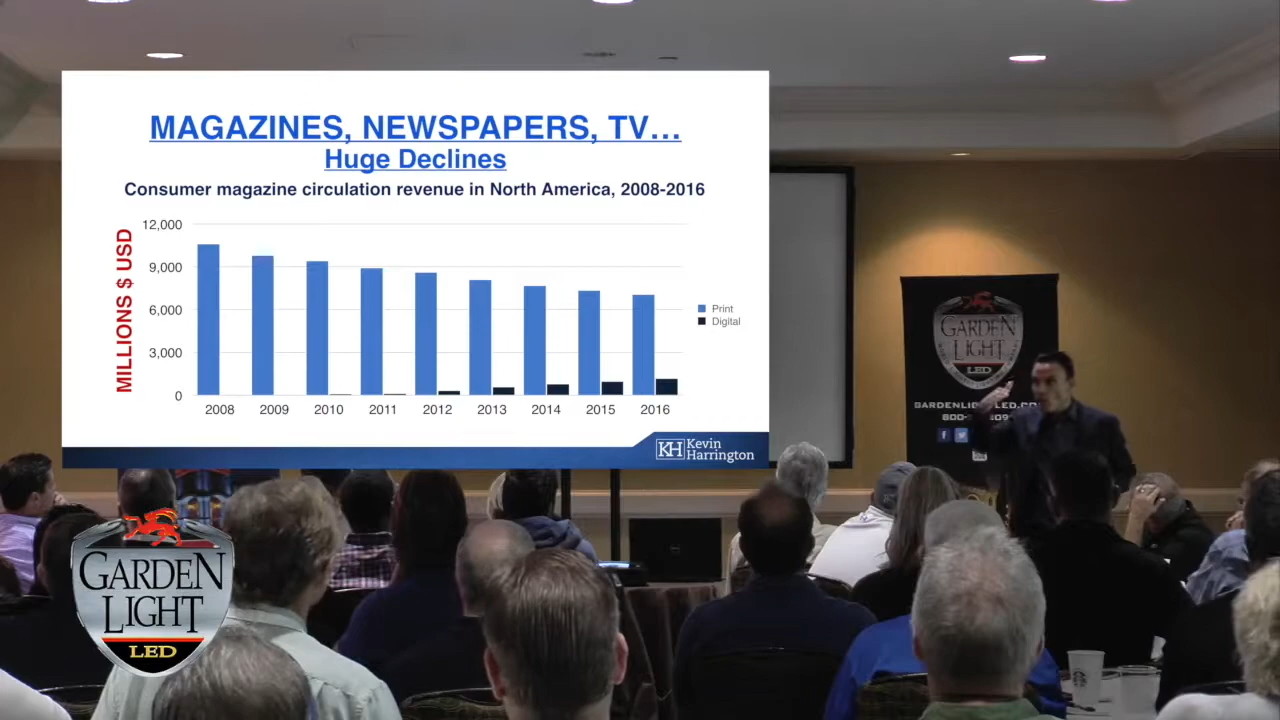 MAGAZINES, NEWSPAPERS, TV...
Huge Declines
Consumer magazine circulation revenue in North America, 2008-2016
MILLIONS $ USD
12,000
9,000
6,000
3,000
0
2008 2009 2010 2011 2012 2013 2014 2015 2016
Print
Digital
KH Kevin
Harrington
GARDEN
LIGHT
LED
800-
GARDEN
LIGHT
LED